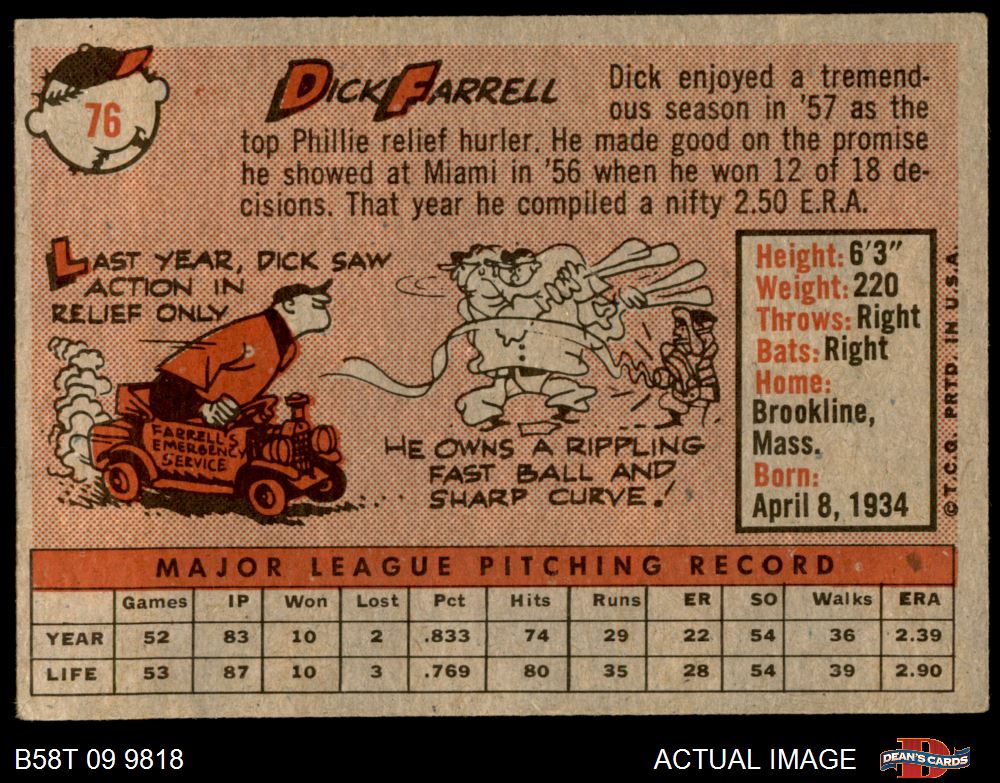 76
DICK FARRELL
Dick enjoyed a tremend-
ous season in '57 as the
top Phillie relief hurler. He made good on the promise
he showed at Miami in '56 when he won 12 of 18 de-
cisions. That year he compiled a nifty 2.50 E.R.A.
LAST YEAR, DICK SAW
ACTION IN
RELIEF ONLY
FARRELL'S
EMERGENCY
SERVICE
HE OWNS A RIPPLING
FAST BALL AND
SHARP CURVE!
Height: 6'3"
Weight: 220
Throws: Right
Bats: Right
Home:
Brookline,
Mass.
Born:
April 8, 1934
© T.C.G. PRTD. IN U.S.A.
MAJOR LEAGUE PITCHING RECORD
Games IP Won Lost Pct Hits Runs ER SO Walks ERA
YEAR 52 83 10 2 .833 74 29 22 54 36 2.39
LIFE 53 87 10 3 .769 80 35 28 54 39 2.90
B58T 09 9818 ACTUAL IMAGE DEAN'S CARDS